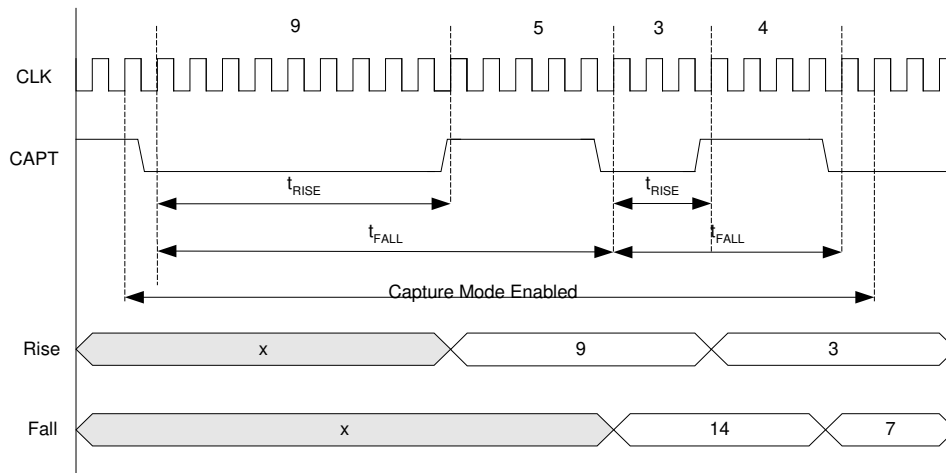 9 5 3 4
CLK
CAPT
tRISE tRISE
tFALL tFALL
Capture Mode Enabled
Rise x 9 3
Fall x 14 7